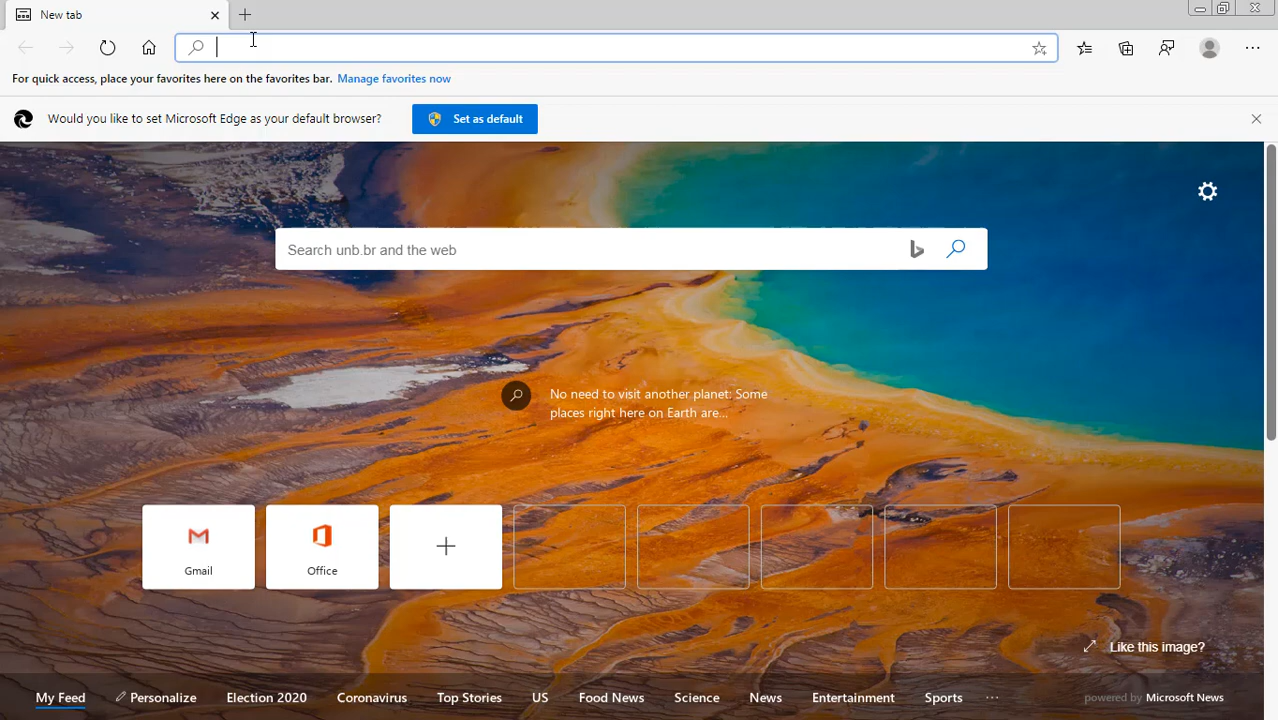 New tab
For quick access, place your favorites here on the favorites bar. Manage favorites now
Would you like to set Microsoft Edge as your default browser? Set as default
Search unb.br and the web
No need to visit another planet: Some
places right here on Earth are...
Gmail
Office
Like this image?
My Feed Personalize Election 2020 Coronavirus Top Stories US Food News Science News Entertainment Sports ... powered by Microsoft News